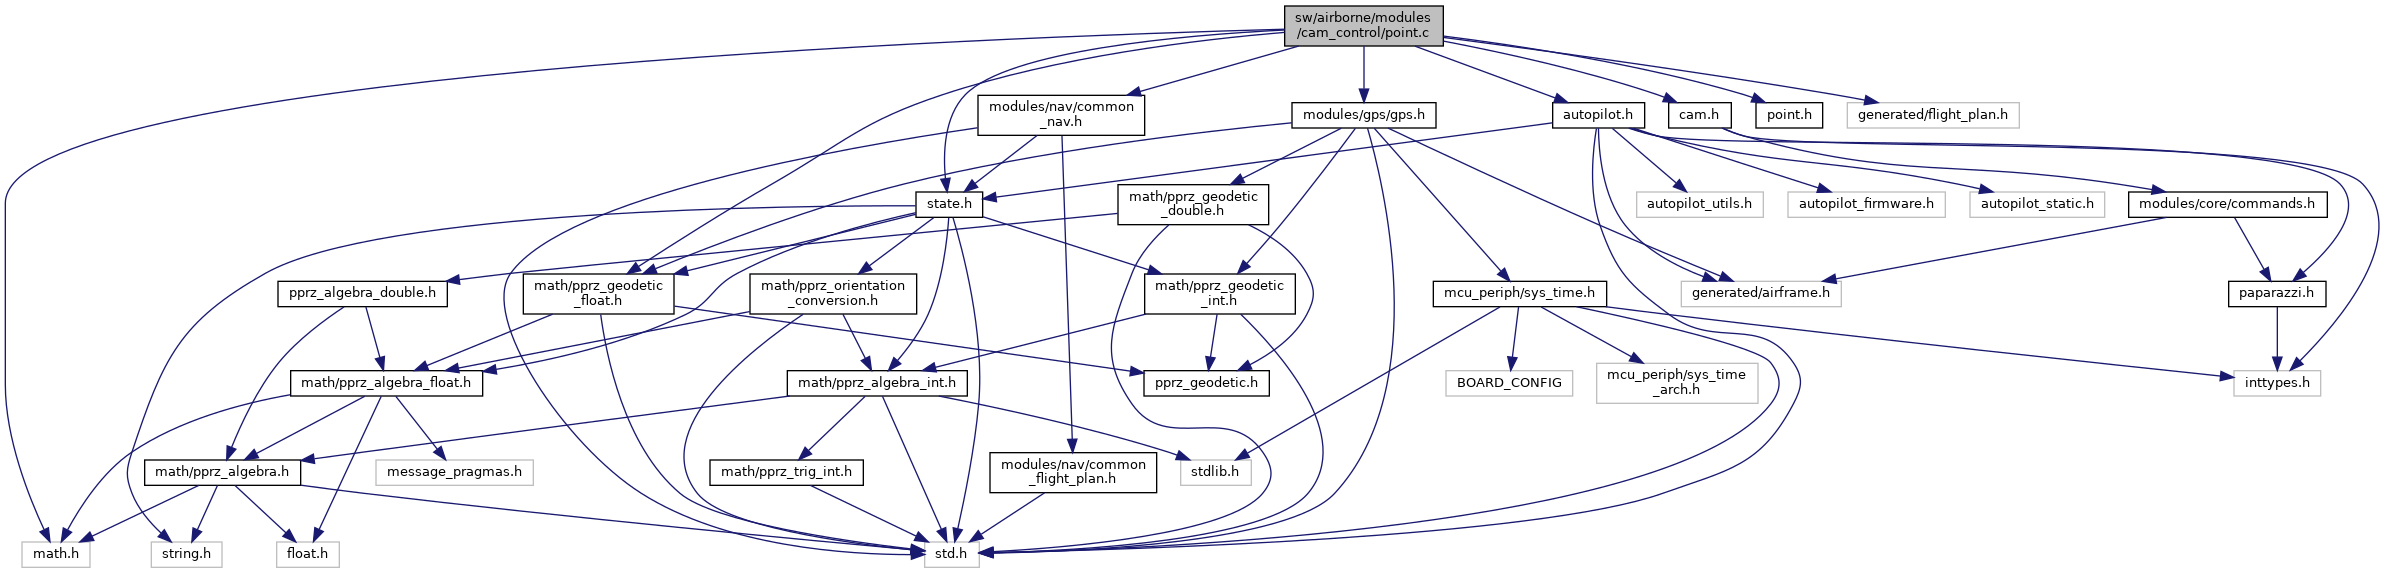 sw/airborne/modules
/cam_control/point.c
modules/nav/common
_nav.h
modules/gps/gps.h
autopilot.h
cam.h
point.h
generated/flight_plan.h
state.h
math/pprz_geodetic
_double.h
autopilot_utils.h
autopilot_firmware.h
autopilot_static.h
modules/core/commands.h
pprz_algebra_double.h
math/pprz_geodetic
_float.h
math/pprz_orientation
_conversion.h
math/pprz_geodetic
_int.h
mcu_periph/sys_time.h
generated/airframe.h
paparazzi.h
math/pprz_algebra_float.h
math/pprz_algebra_int.h
pprz_geodetic.h
BOARD_CONFIG
mcu_periph/sys_time
_arch.h
inttypes.h
math/pprz_algebra.h
message_pragmas.h
math/pprz_trig_int.h
modules/nav/common
_flight_plan.h
stdlib.h
math.h
string.h
float.h
std.h